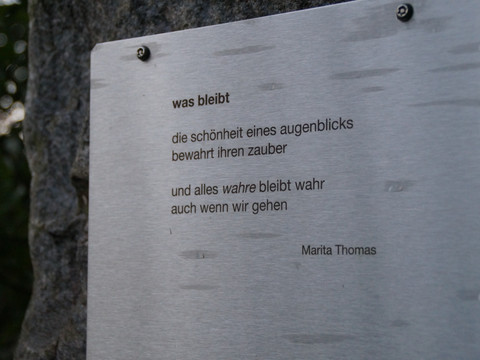 was bleibt
die schönheit eines augenblicks
bewahrt ihren zauber
und alles wahre bleibt wahr
auch wenn wir gehen
Marita Thomas